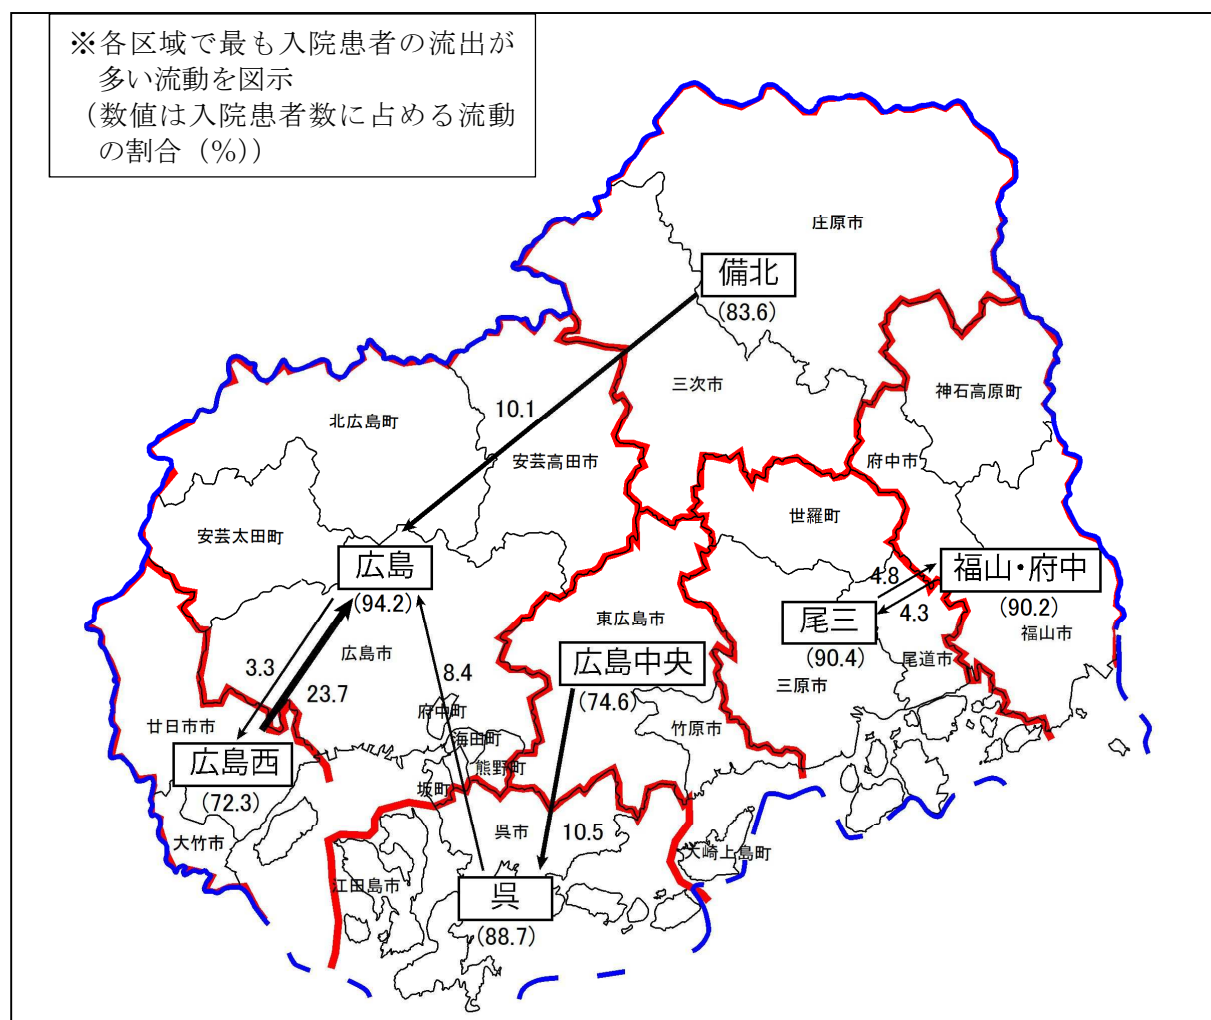 ※各区域で最も入院患者の流出が
多い流動を図示
（数値は入院患者数に占める流動
の割合（％））
庄原市
備北
(83.6)
三次市
神石高原町
10.1
北広島町
安芸高田市
府中市
世羅町
安芸太田町
広島
(94.2)
福山・府中
(90.2)
4.8
4.3
尾三
(90.4)
福山市
東広島市
広島市
広島中央
(74.6)
尾道市
三原市
3.3
23.7
8.4
府中町
竹原市
廿日市市
海田町
広島西
(72.3)
熊野町
坂町
呉市
10.5
大竹市
大崎上島町
江田島市
呉
(88.7)